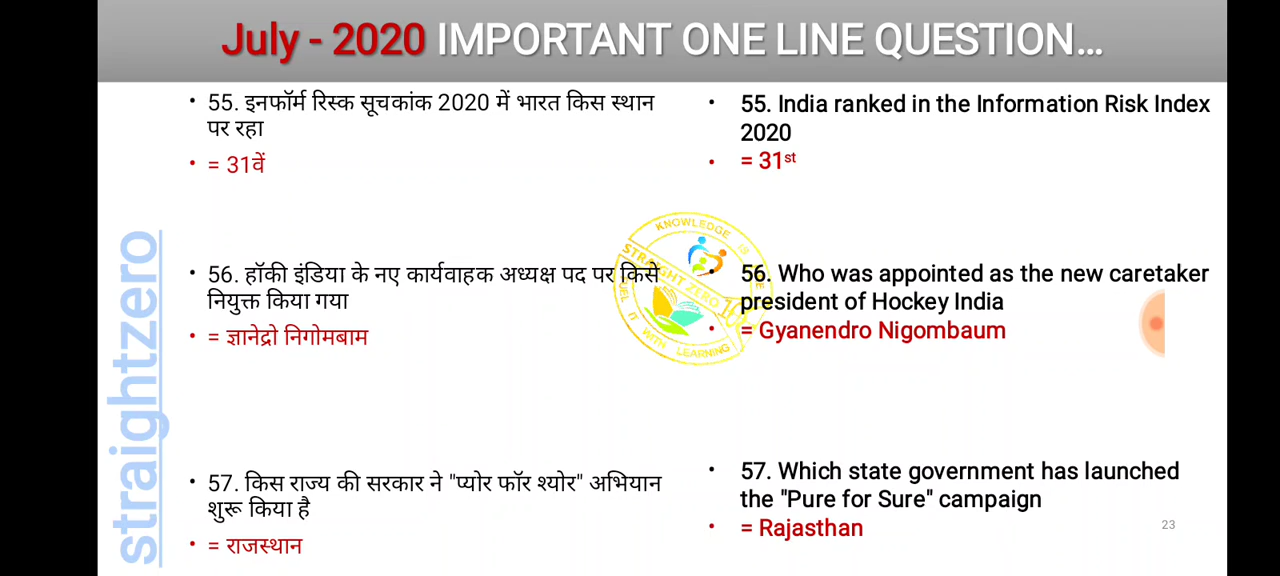 July - 2020 IMPORTANT ONE LINE QUESTION...
• 55. इनफॉर्म रिस्क सूचकांक 2020 में भारत किस स्थान
पर रहा
• = 31वें
• 56. हॉकी इंडिया के नए कार्यवाहक अध्यक्ष पद पर किसे
नियुक्त किया गया
• = ज्ञानेद्रो निगोमबाम
• 57. किस राज्य की सरकार ने "प्योर फॉर श्योर" अभियान
शुरू किया है
• = राजस्थान
• 55. India ranked in the Information Risk Index
2020
• = 31st
• 56. Who was appointed as the new caretaker
president of Hockey India
• = Gyanendro Nigombaum
• 57. Which state government has launched
the "Pure for Sure" campaign
• = Rajasthan
23
straightzero
KNOWLEDGE IS
STRAIGHT ZERO
FUEL IT WITH LEARNING